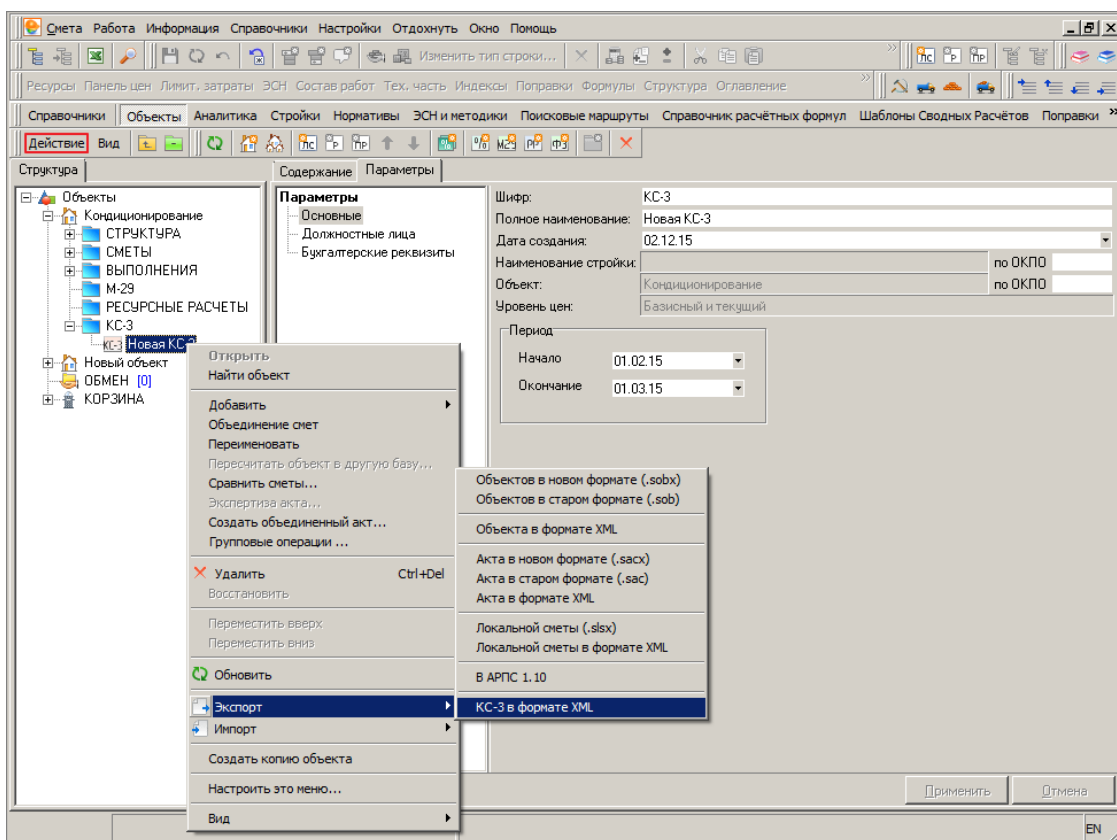 Смета Работа Информация Справочники Настройки Отдохнуть Окно Помощь
Изменить тип строки...
Ресурсы Панель цен Лимит. затраты ЭСН Состав работ Тех. часть Индексы Поправки Формулы Структура Оглавление
Справочники Объекты Аналитика Стройки Нормативы ЭСН и методики Поисковые маршруты Справочник расчётных формул Шаблоны Сводных Расчётов Поправки
Действие Вид
Структура
Содержание Параметры
Объекты
Кондиционирование
СТРУКТУРА
СМЕТЫ
ВЫПОЛНЕНИЯ
М-29
РЕСУРСНЫЕ РАСЧЕТЫ
КС-3
Новая КС-3
Новый объект
ОБМЕН [0]
КОРЗИНА
Параметры
Основные
Должностные лица
Бухгалтерские реквизиты
Шифр: КС-3
Полное наименование: Новая КС-3
Дата создания: 02.12.15
Наименование стройки: по ОКПО
Объект: Кондиционирование по ОКПО
Уровень цен: Базисный и текущий
Период
Начало 01.02.15
Окончание 01.03.15
Открыть
Найти объект
Добавить
Объединение смет
Переименовать
Пересчитать объект в другую базу...
Сравнить сметы...
Экспертиза акта...
Создать объединенный акт...
Групповые операции ...
Удалить Ctrl+Del
Восстановить
Переместить вверх
Переместить вниз
Обновить
Экспорт
Импорт
Создать копию объекта
Настроить это меню...
Вид
Объектов в новом формате (.sobx)
Объектов в старом формате (.sob)
Объекта в формате XML
Акта в новом формате (.sacx)
Акта в старом формате (.sac)
Акта в формате XML
Локальной сметы (.slsx)
Локальной сметы в формате XML
В АРПС 1.10
КС-3 в формате XML
Применить Отмена
EN